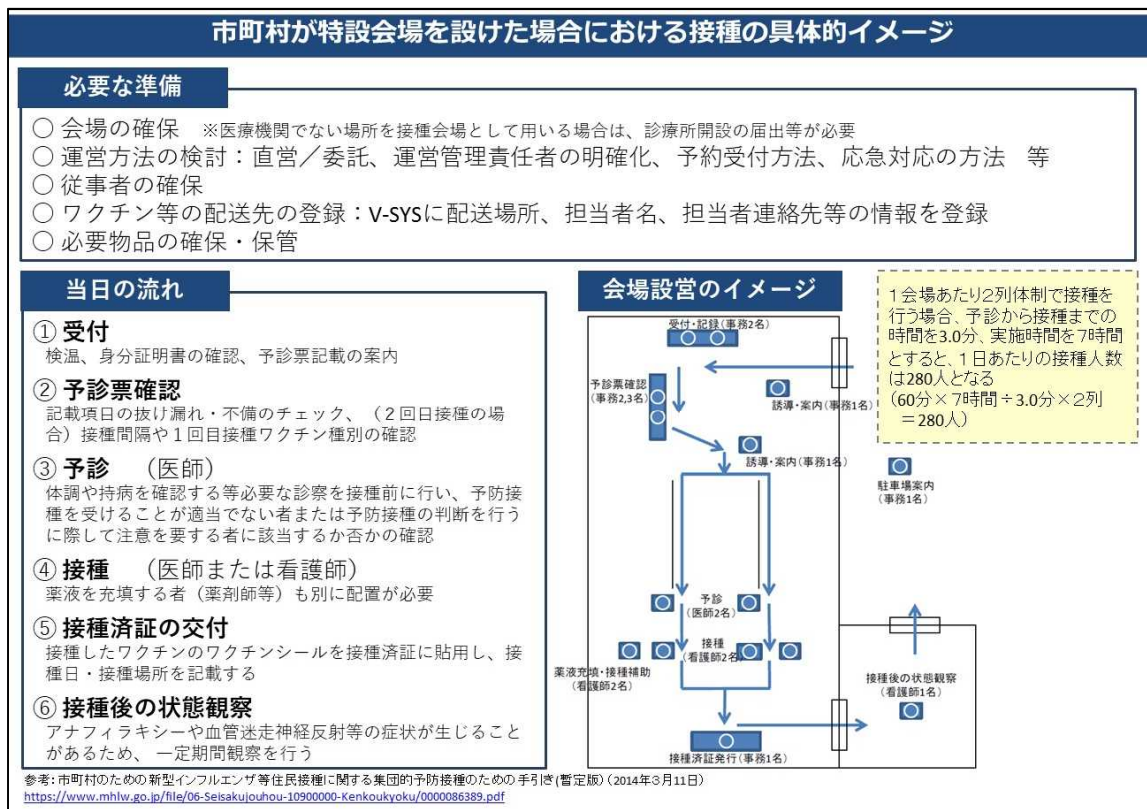 市町村が特設会場を設けた場合における接種の具体的イメージ
必要な準備
○ 会場の確保　※医療機関でない場所を接種会場として用いる場合は、診療所開設の届出等が必要
○ 運営方法の検討：直営／委託、運営管理責任者の明確化、予約受付方法、応急対応の方法　等
○ 従事者の確保
○ ワクチン等の配送先の登録：V-SYSに配送場所、担当者名、担当者連絡先等の情報を登録
○ 必要物品の確保・保管
当日の流れ
① 受付
検温、身分証明書の確認、予診票記載の案内
② 予診票確認
記載項目の抜け漏れ・不備のチェック、（２回目接種の場
合）接種間隔や１回目接種ワクチン種別の確認
③ 予診　（医師）
体調や持病を確認する等必要な診察を接種前に行い、予防接
種を受けることが適当でない者または予防接種の判断を行う
に際して注意を要する者に該当するか否かの確認
④ 接種　（医師または看護師）
薬液を充填する者（薬剤師等）も別に配置が必要
⑤ 接種済証の交付
接種したワクチンのワクチンシールを接種済証に貼用し、接
種日・接種場所を記載する
⑥ 接種後の状態観察
アナフィラキシーや血管迷走神経反射等の症状が生じること
があるため、一定期間観察を行う
会場設営のイメージ
受付・記録（事務2名）
予診票確認
（事務2,3名）
誘導・案内（事務1名）
誘導・案内（事務1名）
駐車場案内
（事務1名）
予診
（医師2名）
接種
（看護師2名）
薬液充填・接種補助
（看護師2名）
接種後の状態観察
（看護師1名）
接種済証発行（事務1名）
１会場あたり２列体制で接種を
行う場合、予診から接種までの
時間を3.0分、実施時間を７時間
とすると、１日あたりの接種人数
は280人となる
（60分×７時間÷3.0分×２列
＝280人）
参考：市町村のための新型インフルエンザ等住民接種に関する集団的予防接種のための手引き(暫定版)（2014年３月11日）
https://www.mhlw.go.jp/file/06-Seisakujouhou-10900000-Kenkoukyoku/0000086389.pdf